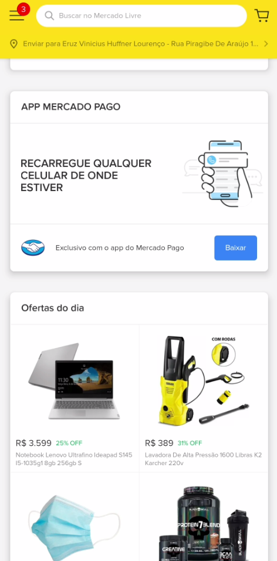 3
Buscar no Mercado Livre
Enviar para Eruz Vinicius Huffner Lourenço - Rua Piragibe De Araújo 1...
APP MERCADO PAGO
RECARREGUE QUALQUER
CELULAR DE ONDE
ESTIVER
Exclusivo com o app do Mercado Pago
Baixar
Ofertas do dia
COM RODAS
R$ 3.599 25% OFF
Notebook Lenovo Ultrafino Ideapad S145
I5-1035g1 8gb 256gb S
R$ 389 31% OFF
Lavadora De Alta Pressão 1600 Libras K2
Karcher 220v
PROTEIN BLEND
CREATINE